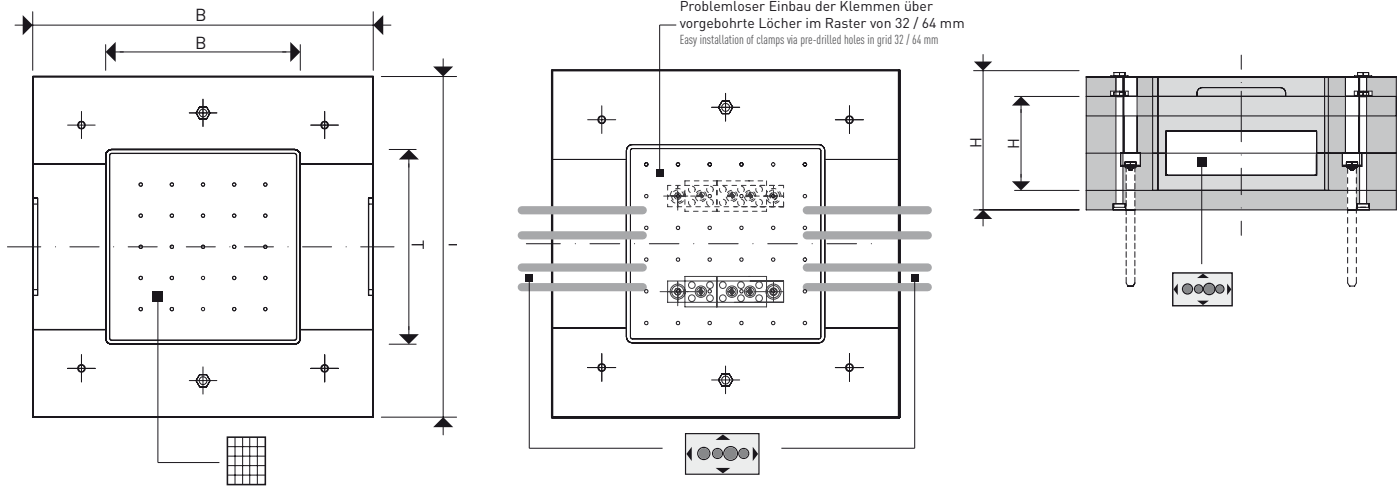 B
B
T
T
Problemloser Einbau der Klemmen über
vorgebohrte Löcher im Raster von 32 / 64 mm
Easy installation of clamps via pre-drilled holes in grid 32 / 64 mm
H
H